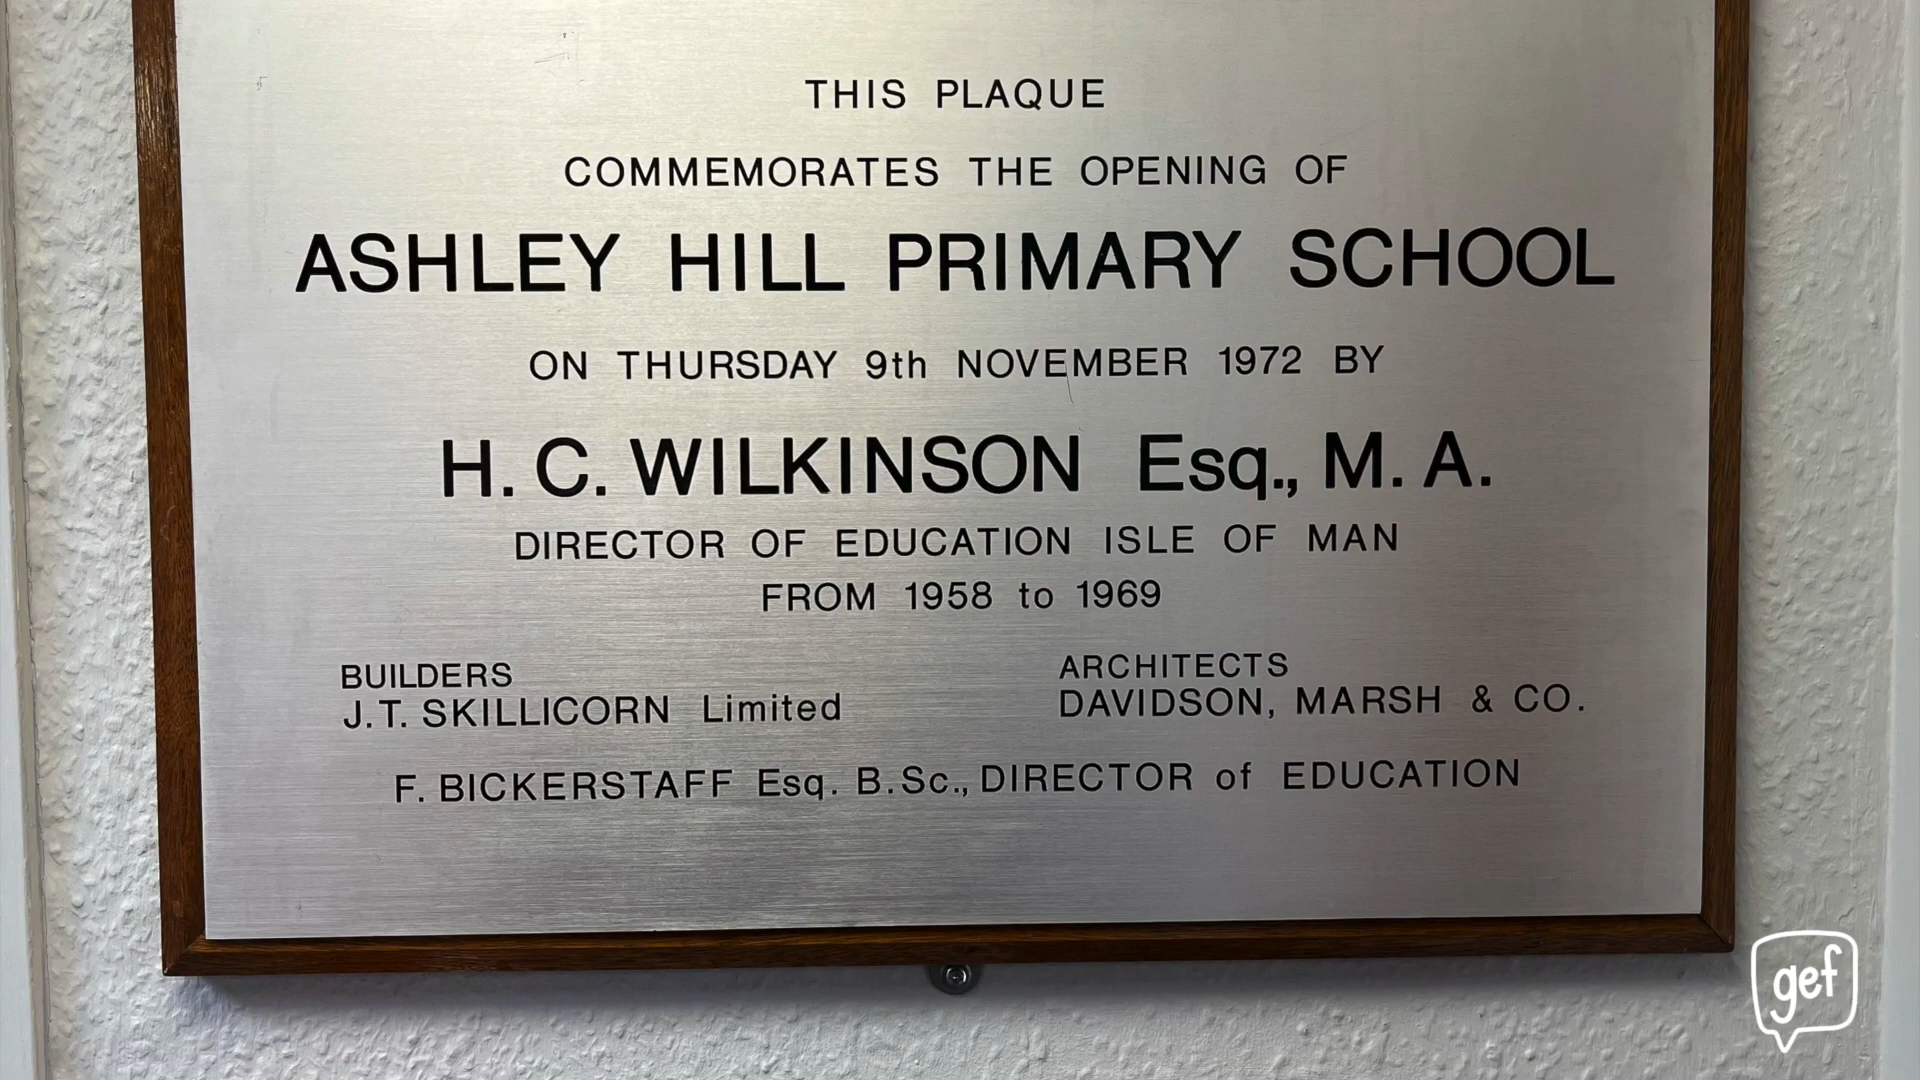 THIS PLAQUE
COMMEMORATES THE OPENING OF
ASHLEY HILL PRIMARY SCHOOL
ON THURSDAY 9th NOVEMBER 1972 BY
H. C. WILKINSON Esq., M. A.
DIRECTOR OF EDUCATION ISLE OF MAN
FROM 1958 to 1969
BUILDERS
J.T. SKILLICORN Limited
ARCHITECTS
DAVIDSON, MARSH & CO.
F. BICKERSTAFF Esq. B.Sc., DIRECTOR of EDUCATION
gef